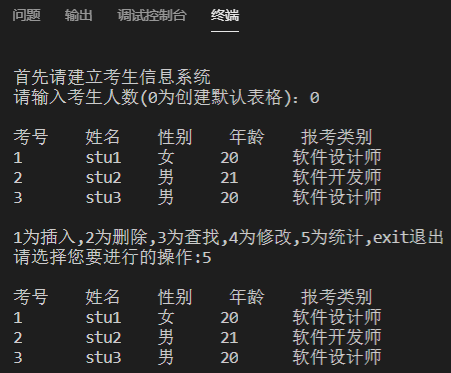 问题 输出 调试控制台 终端
首先请建立考生信息系统
请输入考生人数(0为创建默认表格): 0
考号 姓名 性别 年龄 报考类别
1 stu1 女 20 软件设计师
2 stu2 男 21 软件开发师
3 stu3 男 20 软件设计师
1为插入,2为删除,3为查找,4为修改,5为统计,exit退出
请选择您要进行的操作:5
考号 姓名 性别 年龄 报考类别
1 stu1 女 20 软件设计师
2 stu2 男 21 软件开发师
3 stu3 男 20 软件设计师